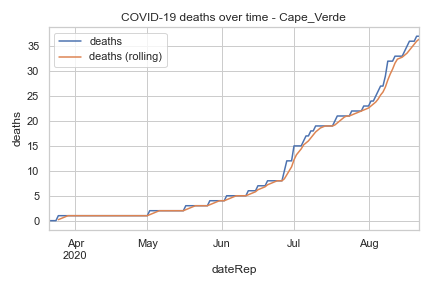 COVID-19 deaths over time - Cape_Verde
deaths
deaths (rolling)
35
30
25
20
15
10
5
0
deaths
Apr
2020
May
Jun
Jul
Aug
dateRep